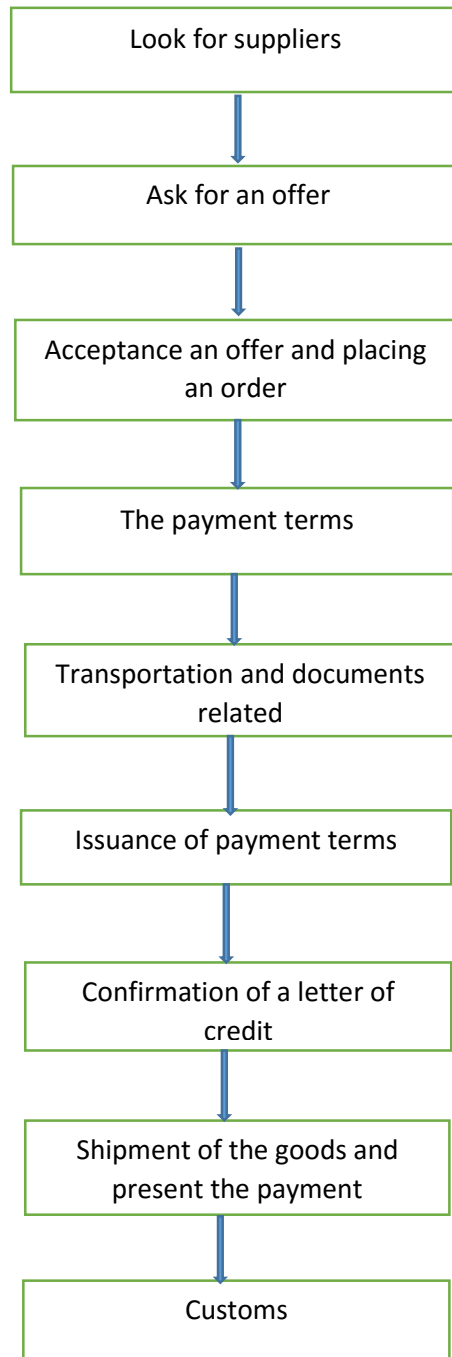 Look for suppliers
Ask for an offer
Acceptance an offer and placing
an order
The payment terms
Transportation and documents
related
Issuance of payment terms
Confirmation of a letter of
credit
Shipment of the goods and
present the payment
Customs